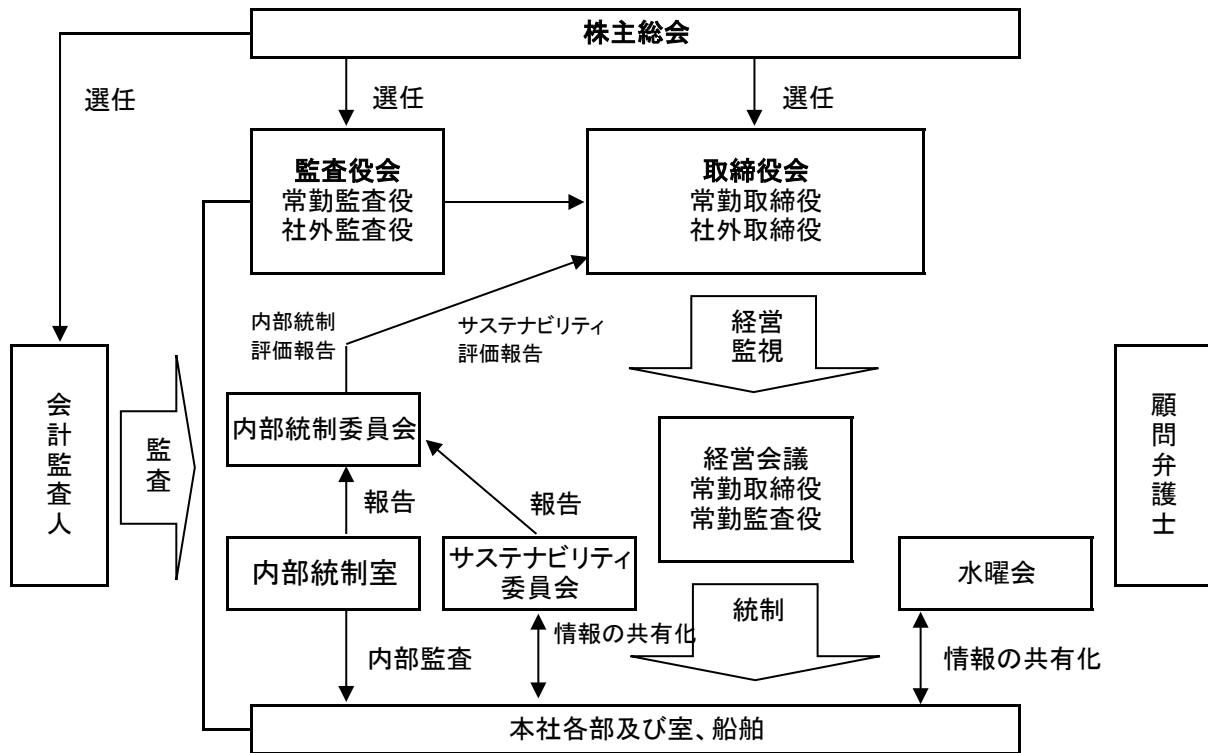 株主総会
選任
選任
選任
監査役会
常勤監査役
社外監査役
取締役会
常勤取締役
社外取締役
内部統制
評価報告
サステナビリティ
評価報告
経営
監視
会計監査人
監査
内部統制委員会
経営会議
常勤取締役
常勤監査役
顧問弁護士
報告
報告
内部統制室
サステナビリティ
委員会
水曜会
統制
情報の共有化
内部監査
情報の共有化
本社各部及び室、船舶